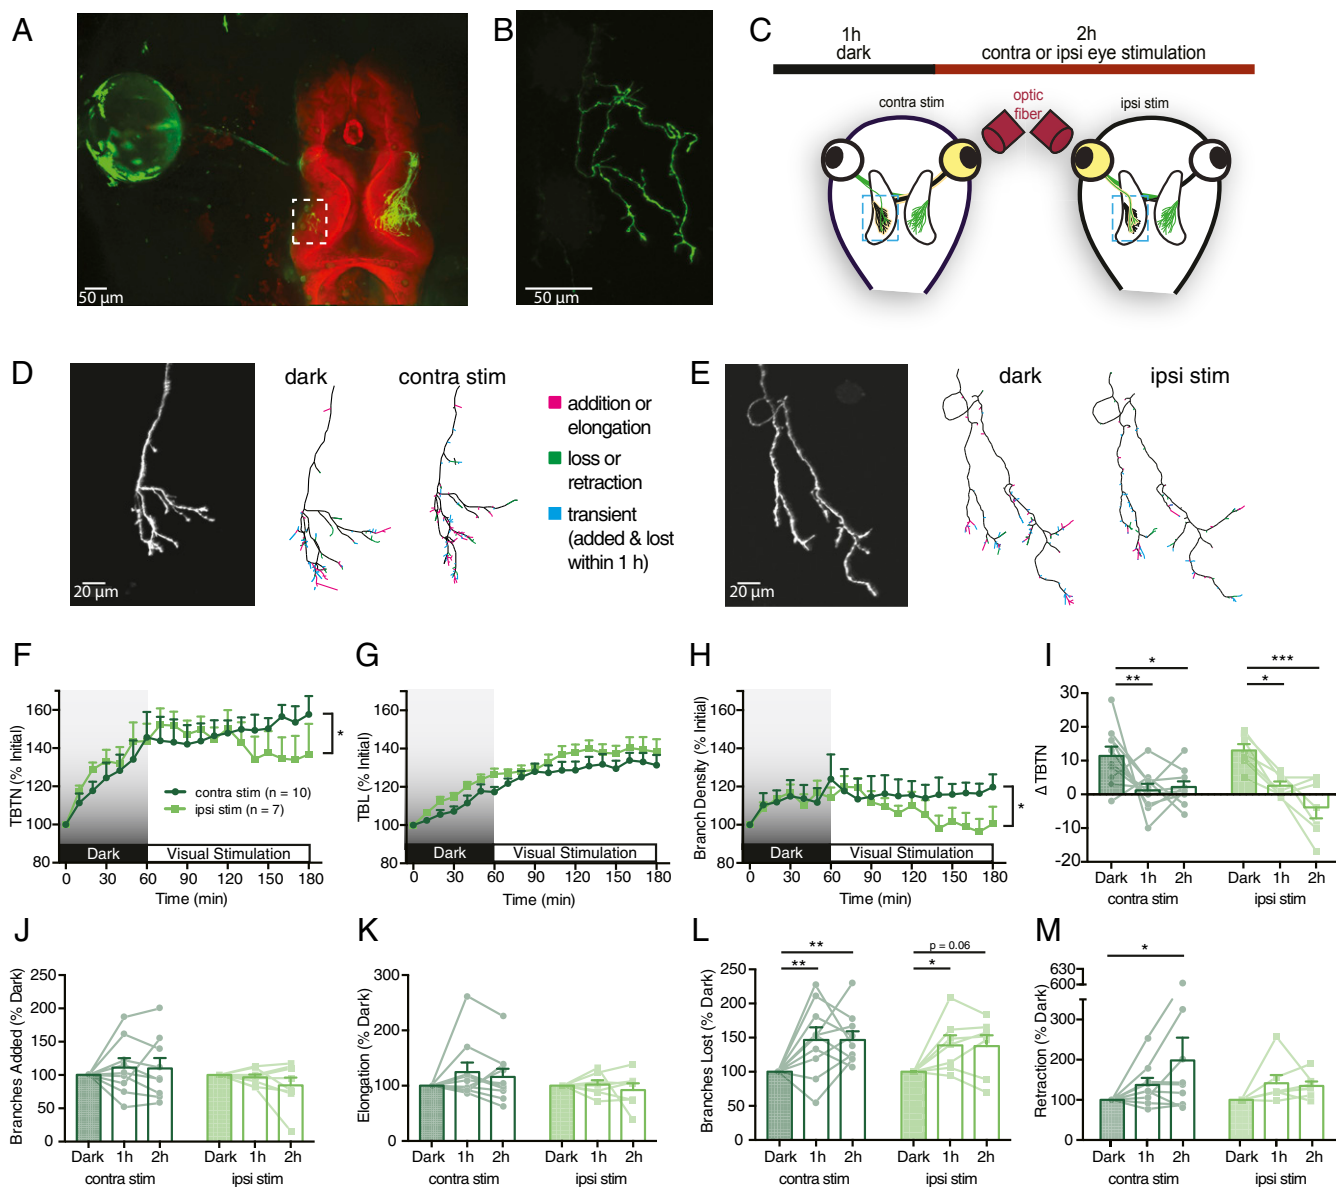 A
50 µm
B
50 µm
C
1h
dark
2h
contra or ipsi eye stimulation
contra stim
optic
fiber
ipsi stim
D
20 µm
dark
contra stim
addition or
elongation
loss or
retraction
transient
(added & lost
within 1 h)
E
20 µm
dark
ipsi stim
F
TBTN (% Initial)
160
140
120
100
80
contra stim (n = 10)
ipsi stim (n = 7)
*
Dark
Visual Stimulation
0 30 60 90 120 150 180
Time (min)
G
TBL (% Initial)
160
140
120
100
80
Dark
Visual Stimulation
0 30 60 90 120 150 180
Time (min)
H
Branch Density (% Initial)
160
140
120
100
80
*
Dark
Visual Stimulation
0 30 60 90 120 150 180
Time (min)
I
Δ TBTN
30
20
10
0
-10
-20
*
**
***
*
Dark 1h 2h Dark 1h 2h
contra stim ipsi stim
J
Branches Added (% Dark)
250
200
150
100
50
0
Dark 1h 2h Dark 1h 2h
contra stim ipsi stim
K
Elongation (% Dark)
300
200
100
0
Dark 1h 2h Dark 1h 2h
contra stim ipsi stim
L
Branches Lost (% Dark)
250
200
150
100
50
0
**
**
p = 0.06
*
Dark 1h 2h Dark 1h 2h
contra stim ipsi stim
M
Retraction (% Dark)
630
600
300
200
100
0
*
Dark 1h 2h Dark 1h 2h
contra stim ipsi stim